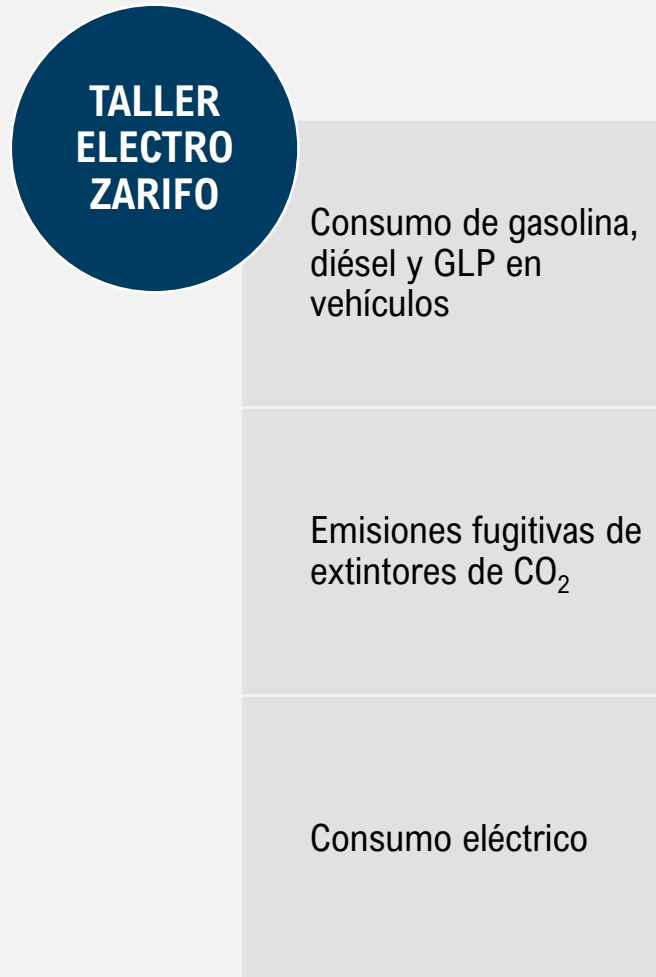 TALLER
ELECTRO
ZARIFO
Consumo de gasolina,
diésel y GLP en
vehículos
Emisiones fugitivas de
extintores de CO₂
Consumo eléctrico